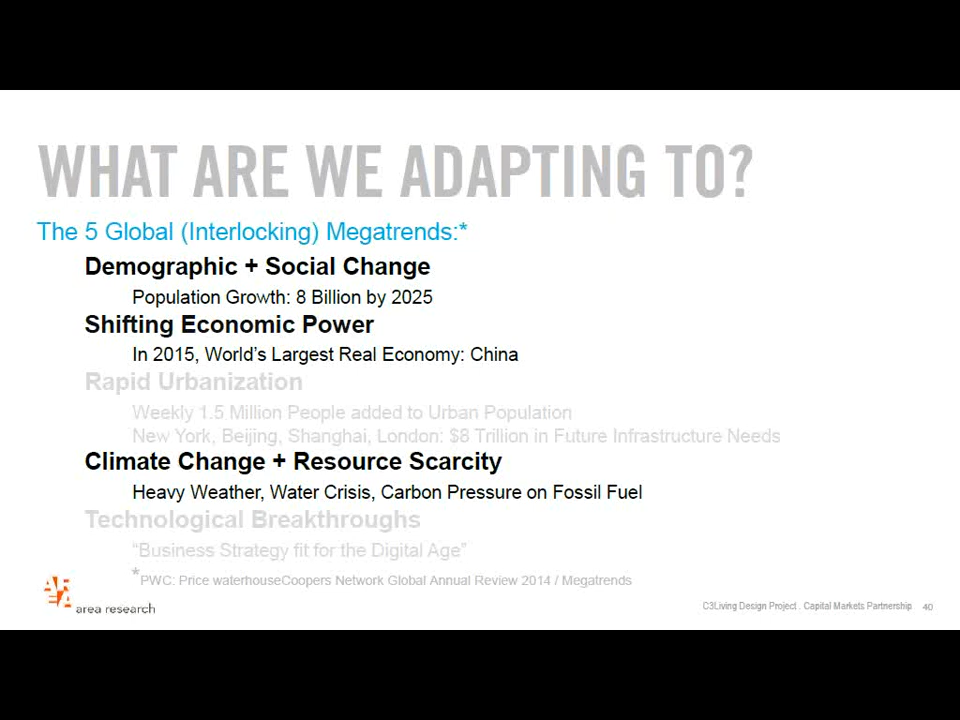 WHAT ARE WE ADAPTING TO?
The 5 Global (Interlocking) Megatrends:*
Demographic + Social Change
Population Growth: 8 Billion by 2025
Shifting Economic Power
In 2015, World's Largest Real Economy: China
Rapid Urbanization
Weekly 1.5 Million People added to Urban Population
New York, Beijing, Shanghai, London: $8 Trillion in Future Infrastructure Needs
Climate Change + Resource Scarcity
Heavy Weather, Water Crisis, Carbon Pressure on Fossil Fuel
Technological Breakthroughs
“Business Strategy fit for the Digital Age”
*PWC: Price waterhouseCoopers Network Global Annual Review 2014 / Megatrends
AREA area research
C3Living Design Project . Capital Markets Partnership 40